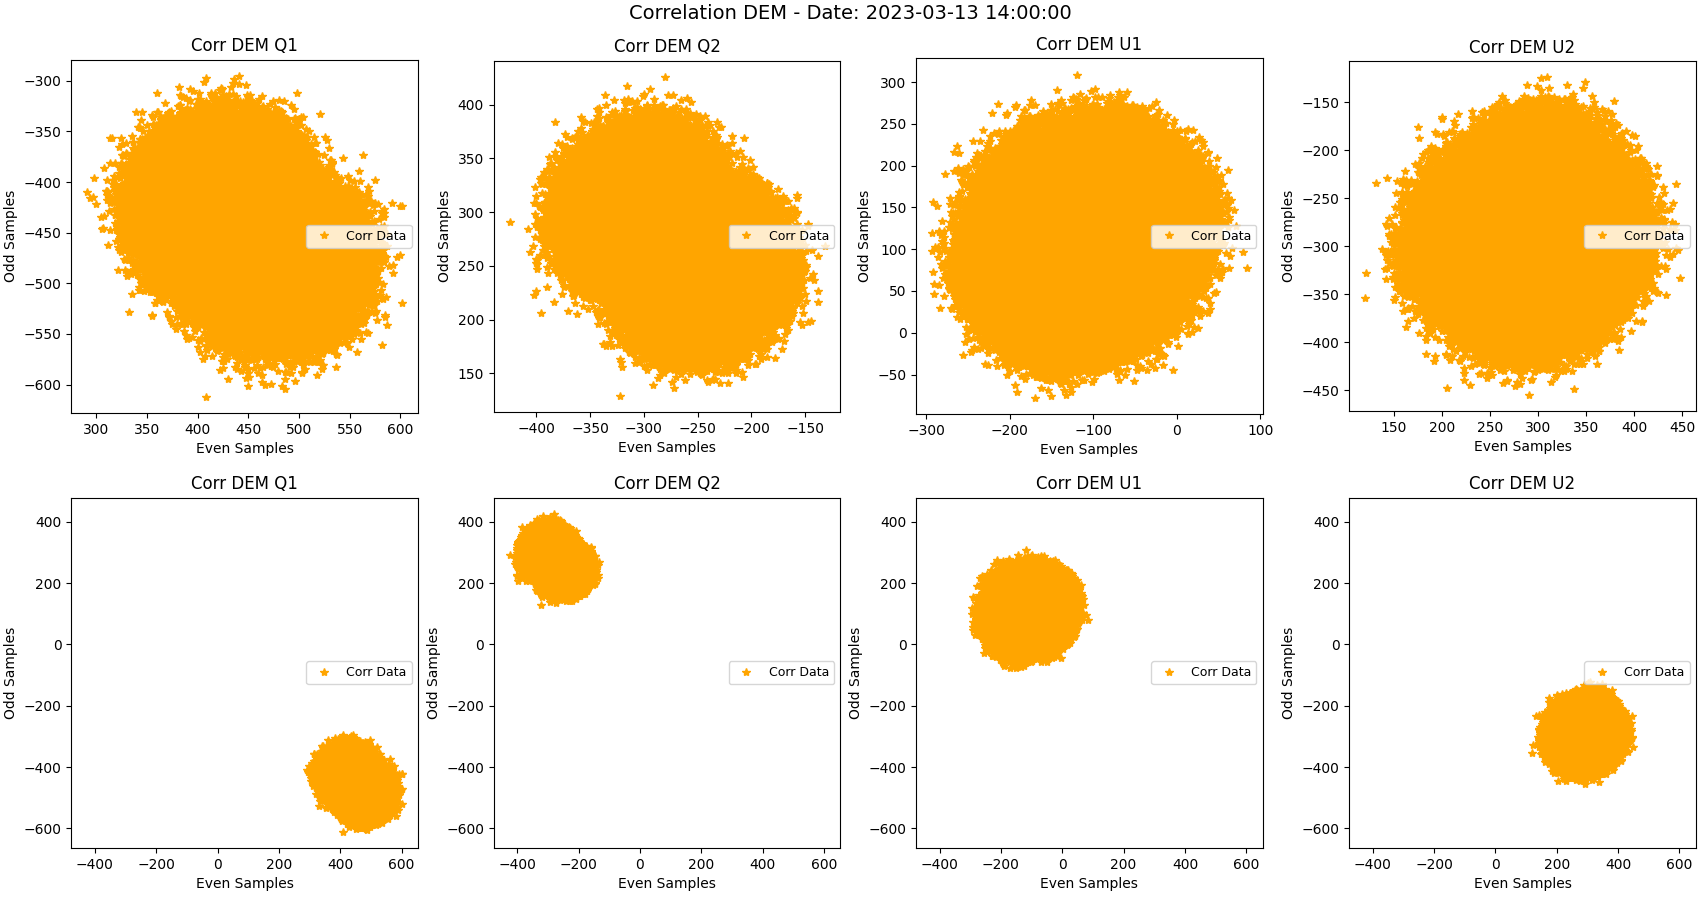 Correlation DEM - Date: 2023-03-13 14:00:00
Corr DEM Q1
Corr DEM Q2
Corr DEM U1
Corr DEM U2
Odd Samples
−300
−350
−400
−450
−500
−550
−600
Corr Data
300 350 400 450 500 550 600
Even Samples
Odd Samples
400
350
300
250
200
150
Corr Data
−400 −350 −300 −250 −200 −150
Even Samples
Odd Samples
300
250
200
150
100
50
0
−50
Corr Data
−300 −200 −100 0 100
Even Samples
Odd Samples
−150
−200
−250
−300
−350
−400
−450
Corr Data
150 200 250 300 350 400 450
Even Samples
Corr DEM Q1
Corr DEM Q2
Corr DEM U1
Corr DEM U2
Odd Samples
400
200
0
−200
−400
−600
Corr Data
−400 −200 0 200 400 600
Even Samples
Odd Samples
400
200
0
−200
−400
−600
Corr Data
−400 −200 0 200 400 600
Even Samples
Odd Samples
400
200
0
−200
−400
−600
Corr Data
−400 −200 0 200 400 600
Even Samples
Odd Samples
400
200
0
−200
−400
−600
Corr Data
−400 −200 0 200 400 600
Even Samples